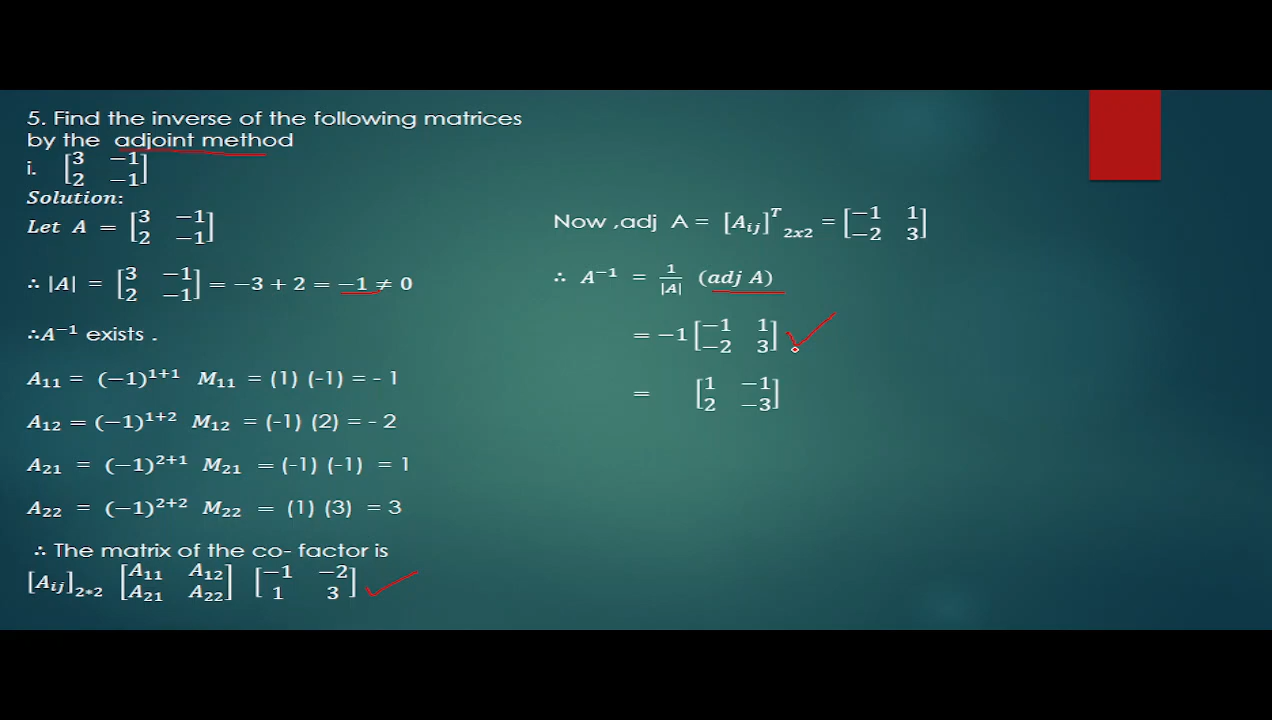 5. Find the inverse of the following matrices
by the adjoint method
i. [3 −1
2 −1]
Solution:
Let A = [3 −1
2 −1]
∴ |A| = [3 −1
2 −1] = −3 + 2 = −1 ≠ 0
∴A⁻¹ exists .
A₁₁ = (−1)¹⁺¹ M₁₁ = (1) (-1) = - 1
A₁₂ = (−1)¹⁺² M₁₂ = (-1) (2) = - 2
A₂₁ = (−1)²⁺¹ M₂₁ = (-1) (-1) = 1
A₂₂ = (−1)²⁺² M₂₂ = (1) (3) = 3
∴ The matrix of the co- factor is
[Aᵢⱼ]₂*₂ [A₁₁ A₁₂
A₂₁ A₂₂] [−1 −2
1 3]
Now ,adj A = [Aᵢⱼ]ᵀ ₂ₓ₂ = [−1 1
−2 3]
∴ A⁻¹ = 1/|A| (adj A)
= −1 [−1 1
−2 3]
= [1 −1
2 −3]